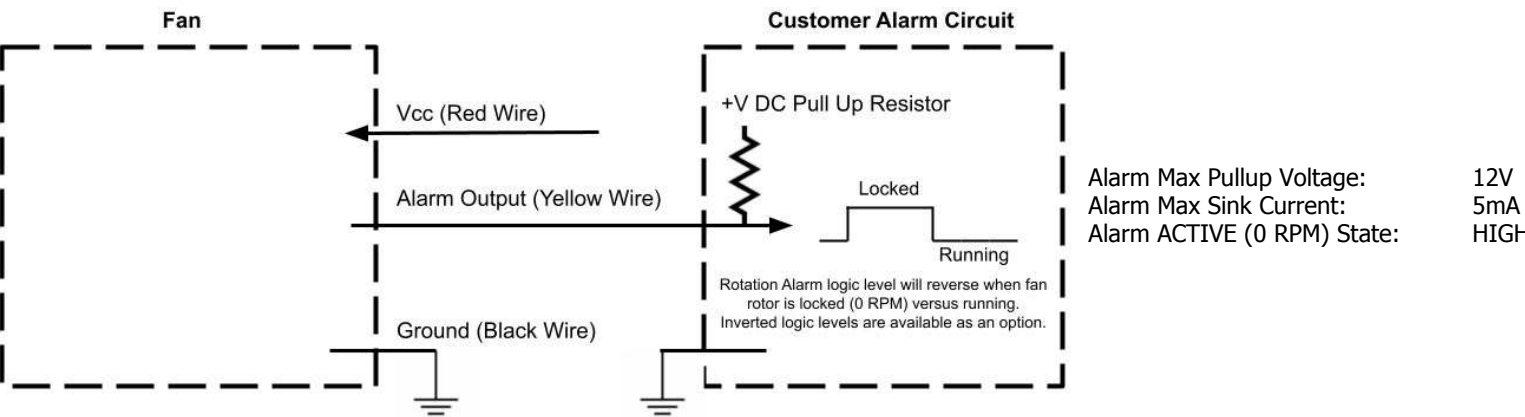 Fan
Customer Alarm Circuit
+V DC Pull Up Resistor
Vcc (Red Wire)
Alarm Output (Yellow Wire)
Locked
Running
Rotation Alarm logic level will reverse when fan
rotor is locked (0 RPM) versus running.
Inverted logic levels are available as an option.
Ground (Black Wire)
Alarm Max Pullup Voltage: 12V
Alarm Max Sink Current: 5mA
Alarm ACTIVE (0 RPM) State: HIGH